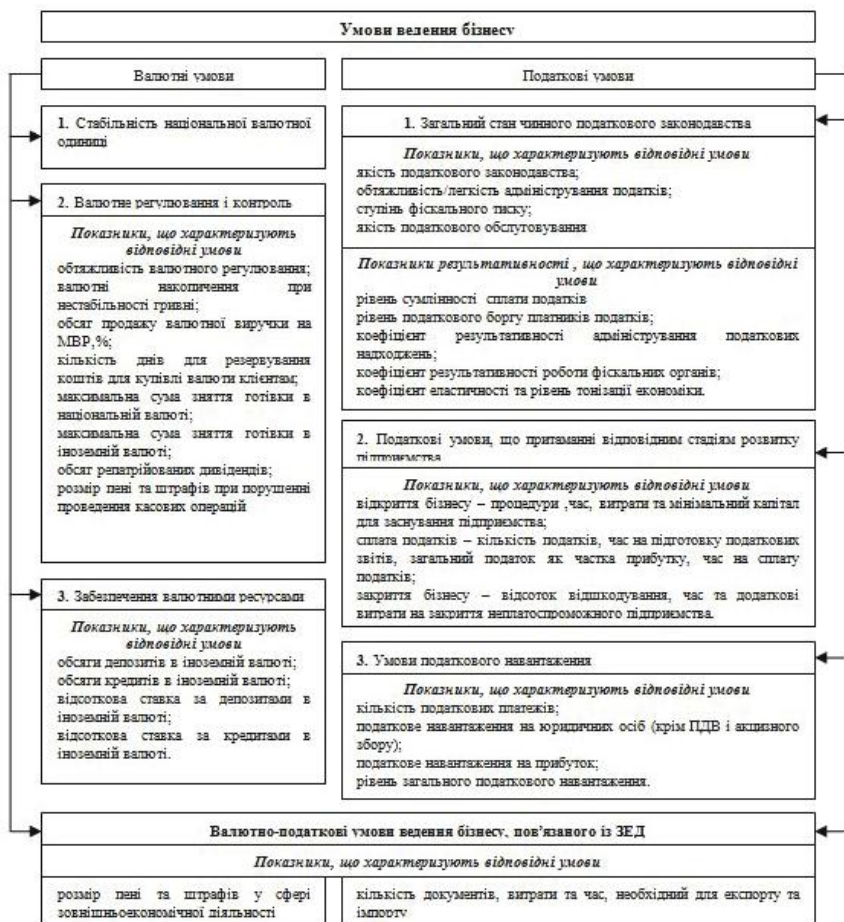 Умови ведення бізнесу
Валютні умови
1. Стабільність національної валютної
одиниці
2. Валютне регулювання і контроль
Показники, що характеризують
відповідні умови
обтяжливість валютного регулювання;
валютні накопичення при
нестабільності гривні;
обсяг продажу валютної виручки на
МВР,%;
кількість днів для резервування
коштів для купівлі валюти клієнтам;
максимальна сума зняття готівки в
національній валюті;
максимальна сума зняття готівки в
іноземній валюті;
обсяг репатрійованих дивідендів;
розмір пені та штрафів при порушенні
проведення касових операцій
3. Забезпечення валютними ресурсами
Показники, що характеризують
відповідні умови
обсяги депозитів в іноземній валюті;
обсяги кредитів в іноземній валюті;
відсоткова ставка за депозитами в
іноземній валюті;
відсоткова ставка за кредитами в
іноземній валюті.
Податкові умови
1. Загальний стан чинного податкового законодавства
Показники, що характеризують відповідні умови
якість податкового законодавства;
обтяжливість/легкість адміністрування податків;
ступінь фіскального тиску;
якість податкового обслуговування
Показники результативності , що характеризують відповідні
умови
рівень сумлінності сплати податків
рівень податкового боргу платників податків;
коефіцієнт результативності адміністрування податкових
надходжень;
коефіцієнт результативності роботи фіскальних органів;
коефіцієнт еластичності та рівень тонізації економіки.
2. Податкові умови, що притаманні відповідним стадіям розвитку
підприємства
Показники, що характеризують відповідні умови
відкриття бізнесу – процедури ,час, витрати та мінімальний капітал
для заснування підприємства;
сплата податків – кількість податків, час на підготовку податкових
звітів, загальний податок як частка прибутку, час на сплату
податків;
закриття бізнесу – відсоток відшкодування, час та додаткові
витрати на закриття неплатоспроможного підприємства.
3. Умови податкового навантаження
Показники, що характеризують відповідні умови
кількість податкових платежів;
податкове навантаження на юридичних осіб (крім ПДВ і акцизного
збору);
податкове навантаження на прибуток;
рівень загального податкового навантаження.
Валютно-податкові умови ведення бізнесу, пов’язаного із ЗЕД
Показники, що характеризують відповідні умови
розмір пені та штрафів у сфері
зовнішньоекономічної діяльності
кількість документів, витрати та час, необхідний для експорту та
імпорту